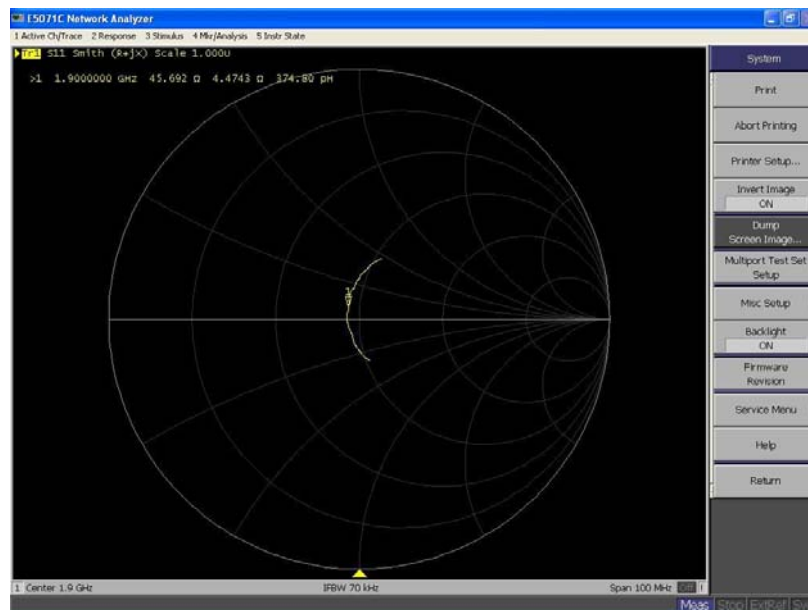 E5071C Network Analyzer
1 Active Ch/Trace 2 Response 3 Stimulus 4 Mkr/Analysis 5 Instr State
Tr1 S11 Smith (R+jX) Scale 1.000U
>1 1.9000000 GHz 45.692 Ω 4.4743 Ω 374.80 pH
System
Print
Abort Printing
Printer Setup...
Invert Image
ON
Dump
Screen Image...
Multiport Test Set
Setup
Misc Setup
Backlight
ON
Firmware
Revision
Service Menu
Help
Return
1 Center 1.9 GHz IFBW 70 kHz Span 100 MHz Off !
Meas Stop ExtRef